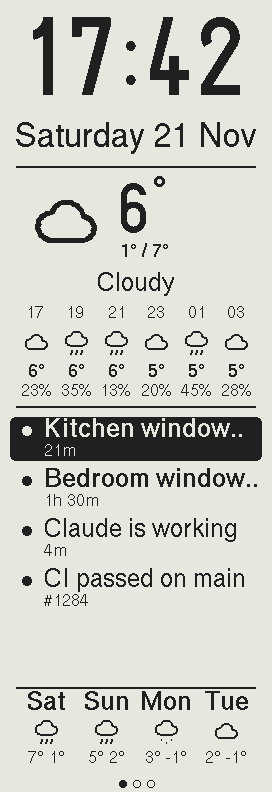 17:42
Saturday 21 Nov
6°
1° / 7°
Cloudy
17 19 21 23 01 03
6° 6° 6° 5° 5° 5°
23% 35% 13% 20% 45% 28%
Kitchen window..
21m
Bedroom window..
1h 30m
Claude is working
4m
CI passed on main
#1284
Sat Sun Mon Tue
7° 1° 5° 2° 3° -1° 2° -1°